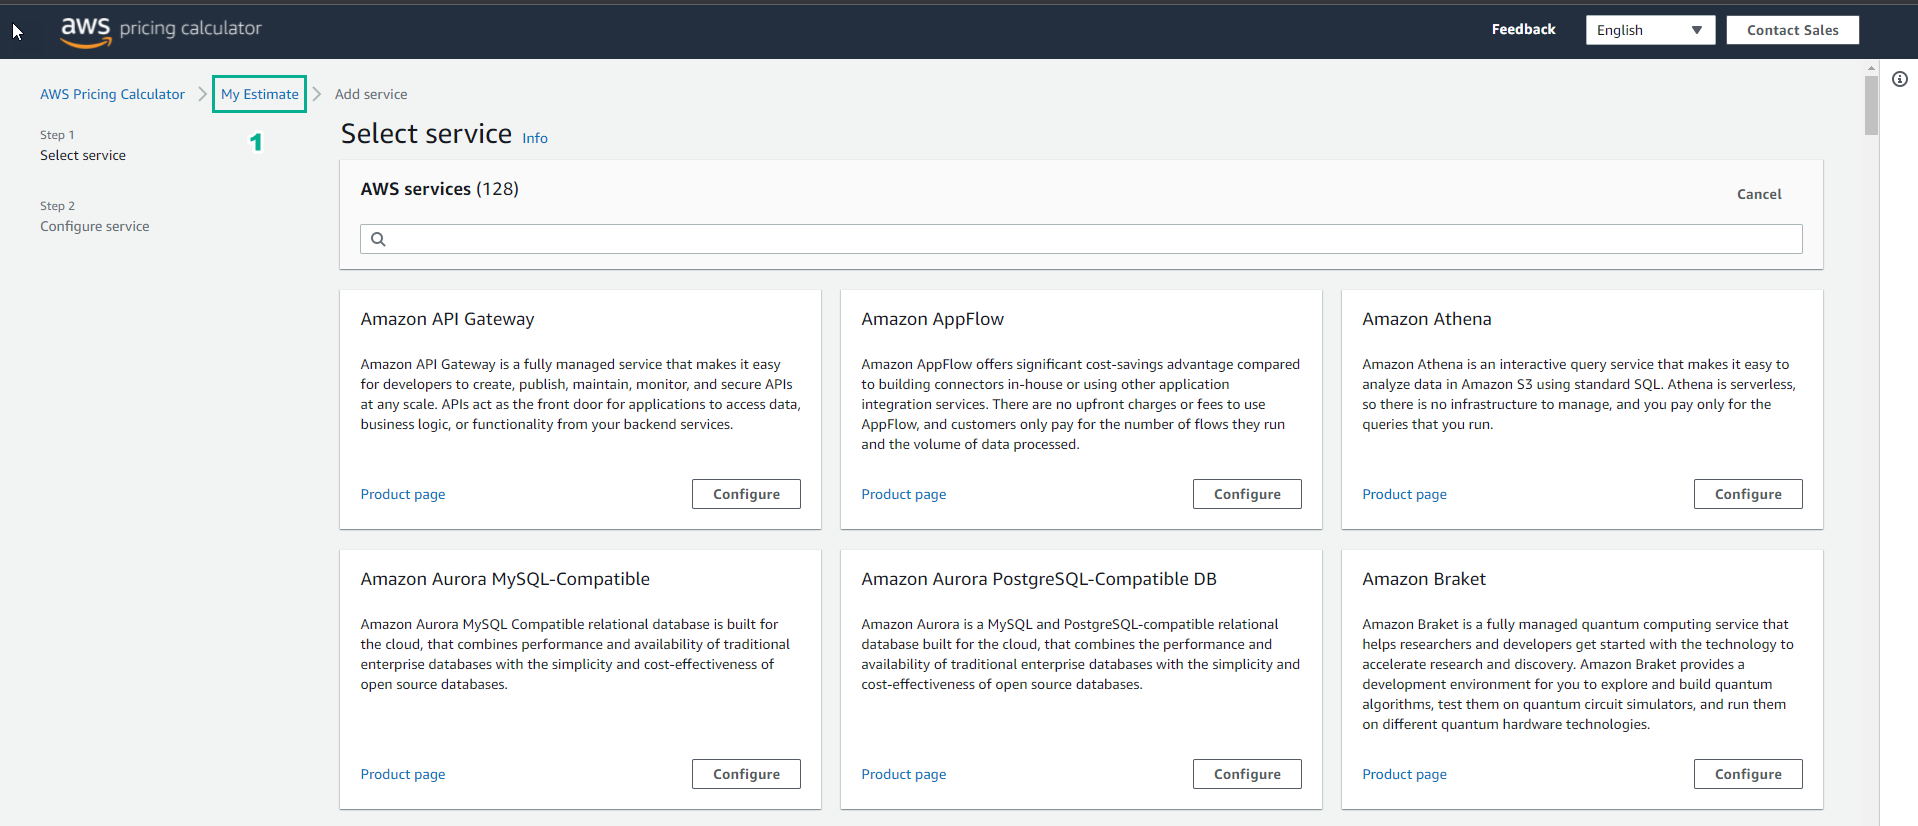 aws pricing calculator
Feedback
English
Contact Sales
AWS Pricing Calculator
My Estimate
Add service
1
Step 1
Select service
Step 2
Configure service
Select service Info
AWS services (128)
Cancel
Amazon API Gateway
Amazon API Gateway is a fully managed service that makes it easy
for developers to create, publish, maintain, monitor, and secure APIs
at any scale. APIs act as the front door for applications to access data,
business logic, or functionality from your backend services.
Product page
Configure
Amazon AppFlow
Amazon AppFlow offers significant cost-savings advantage compared
to building connectors in-house or using other application
integration services. There are no upfront charges or fees to use
AppFlow, and customers only pay for the number of flows they run
and the volume of data processed.
Product page
Configure
Amazon Athena
Amazon Athena is an interactive query service that makes it easy to
analyze data in Amazon S3 using standard SQL. Athena is serverless,
so there is no infrastructure to manage, and you pay only for the
queries that you run.
Product page
Configure
Amazon Aurora MySQL-Compatible
Amazon Aurora MySQL Compatible relational database is built for
the cloud, that combines performance and availability of traditional
enterprise databases with the simplicity and cost-effectiveness of
open source databases.
Product page
Configure
Amazon Aurora PostgreSQL-Compatible DB
Amazon Aurora is a MySQL and PostgreSQL-compatible relational
database built for the cloud, that combines the performance and
availability of traditional enterprise databases with the simplicity and
cost-effectiveness of open source databases.
Product page
Configure
Amazon Braket
Amazon Braket is a fully managed quantum computing service that
helps researchers and developers get started with the technology to
accelerate research and discovery. Amazon Braket provides a
development environment for you to explore and build quantum
algorithms, test them on quantum circuit simulators, and run them
on different quantum hardware technologies.
Product page
Configure